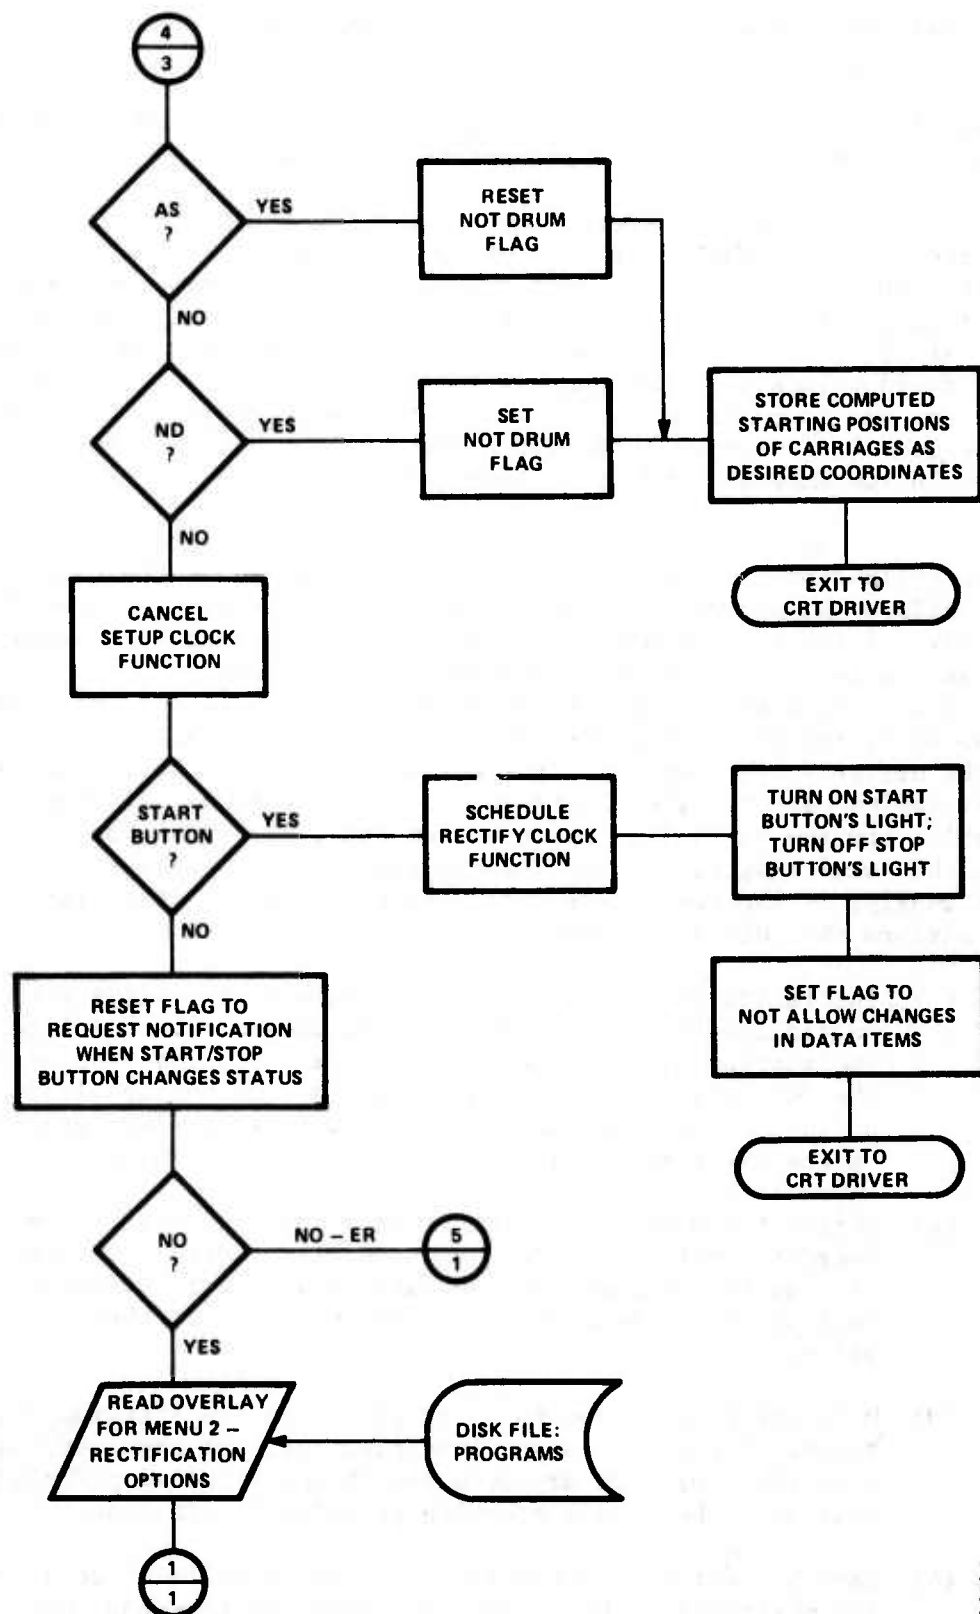 4
3
AS
?
YES
RESET
NOT DRUM
FLAG
NO
ND
?
YES
SET
NOT DRUM
FLAG
STORE COMPUTED
STARTING POSITIONS
OF CARRIAGES AS
DESIRED COORDINATES
NO
EXIT TO
CRT DRIVER
CANCEL
SETUP CLOCK
FUNCTION
START
BUTTON
?
YES
SCHEDULE
RECTIFY CLOCK
FUNCTION
TURN ON START
BUTTON'S LIGHT;
TURN OFF STOP
BUTTON'S LIGHT
NO
RESET FLAG TO
REQUEST NOTIFICATION
WHEN START/STOP
BUTTON CHANGES STATUS
SET FLAG TO
NOT ALLOW CHANGES
IN DATA ITEMS
EXIT TO
CRT DRIVER
NO
?
NO – ER
5
1
YES
READ OVERLAY
FOR MENU 2 –
RECTIFICATION
OPTIONS
DISK FILE:
PROGRAMS
1
1